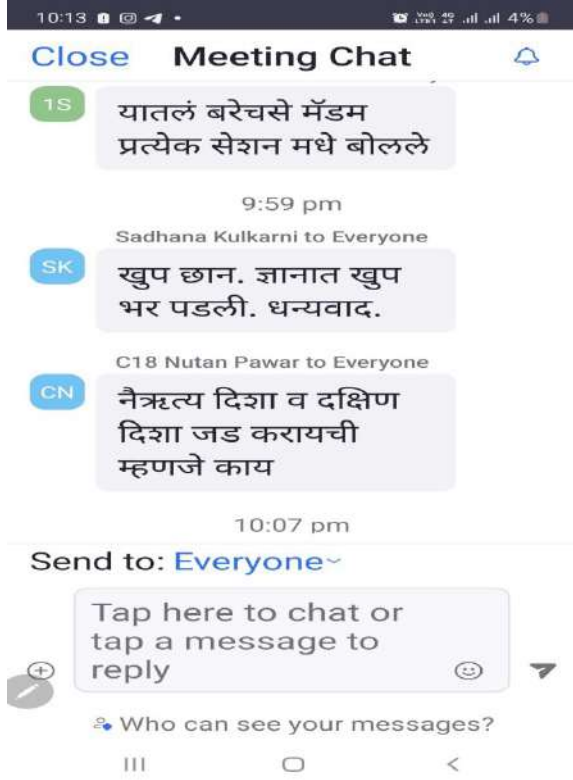 10:13
4%
Close Meeting Chat
1S
यातलं बरेचसे मॅडम
प्रत्येक सेशन मधे बोलले
9:59 pm
Sadhana Kulkarni to Everyone
SK
खुप छान. ज्ञानात खुप
भर पडली. धन्यवाद.
C18 Nutan Pawar to Everyone
CN
नैऋत्य दिशा व दक्षिण
दिशा जड करायची
म्हणजे काय
10:07 pm
Send to: Everyone
Tap here to chat or
tap a message to
reply
Who can see your messages?